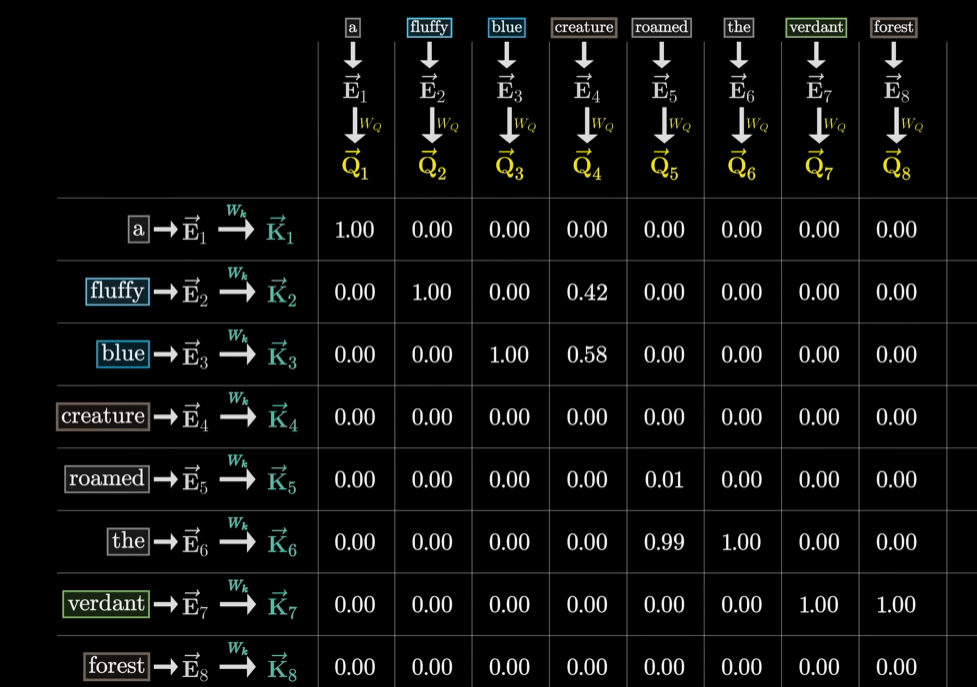 a fluffy blue creature roamed the verdant forest
E⃗₁ E⃗₂ E⃗₃ E⃗₄ E⃗₅ E⃗₆ E⃗₇ E⃗₈
W_Q W_Q W_Q W_Q W_Q W_Q W_Q W_Q
Q⃗₁ Q⃗₂ Q⃗₃ Q⃗₄ Q⃗₅ Q⃗₆ Q⃗₇ Q⃗₈
a → E⃗₁ W_k → K⃗₁ 1.00 0.00 0.00 0.00 0.00 0.00 0.00 0.00
fluffy → E⃗₂ W_k → K⃗₂ 0.00 1.00 0.00 0.42 0.00 0.00 0.00 0.00
blue → E⃗₃ W_k → K⃗₃ 0.00 0.00 1.00 0.58 0.00 0.00 0.00 0.00
creature → E⃗₄ W_k → K⃗₄ 0.00 0.00 0.00 0.00 0.00 0.00 0.00 0.00
roamed → E⃗₅ W_k → K⃗₅ 0.00 0.00 0.00 0.00 0.01 0.00 0.00 0.00
the → E⃗₆ W_k → K⃗₆ 0.00 0.00 0.00 0.00 0.99 1.00 0.00 0.00
verdant → E⃗₇ W_k → K⃗₇ 0.00 0.00 0.00 0.00 0.00 0.00 1.00 1.00
forest → E⃗₈ W_k → K⃗₈ 0.00 0.00 0.00 0.00 0.00 0.00 0.00 0.00